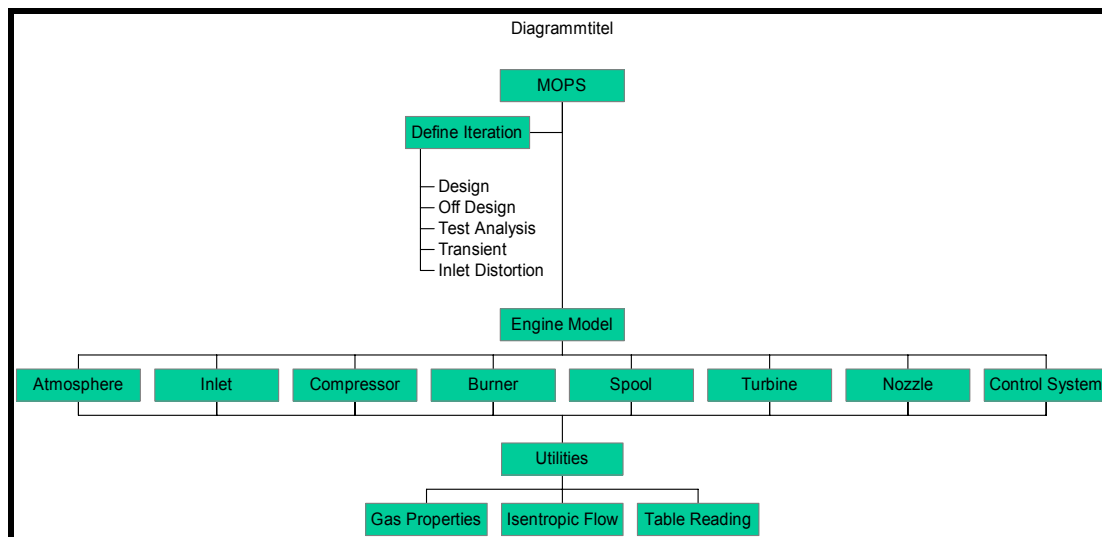 Diagrammtitel
MOPS
Define Iteration
Design
Off Design
Test Analysis
Transient
Inlet Distortion
Engine Model
Atmosphere
Inlet
Compressor
Burner
Spool
Turbine
Nozzle
Control System
Utilities
Gas Properties
Isentropic Flow
Table Reading